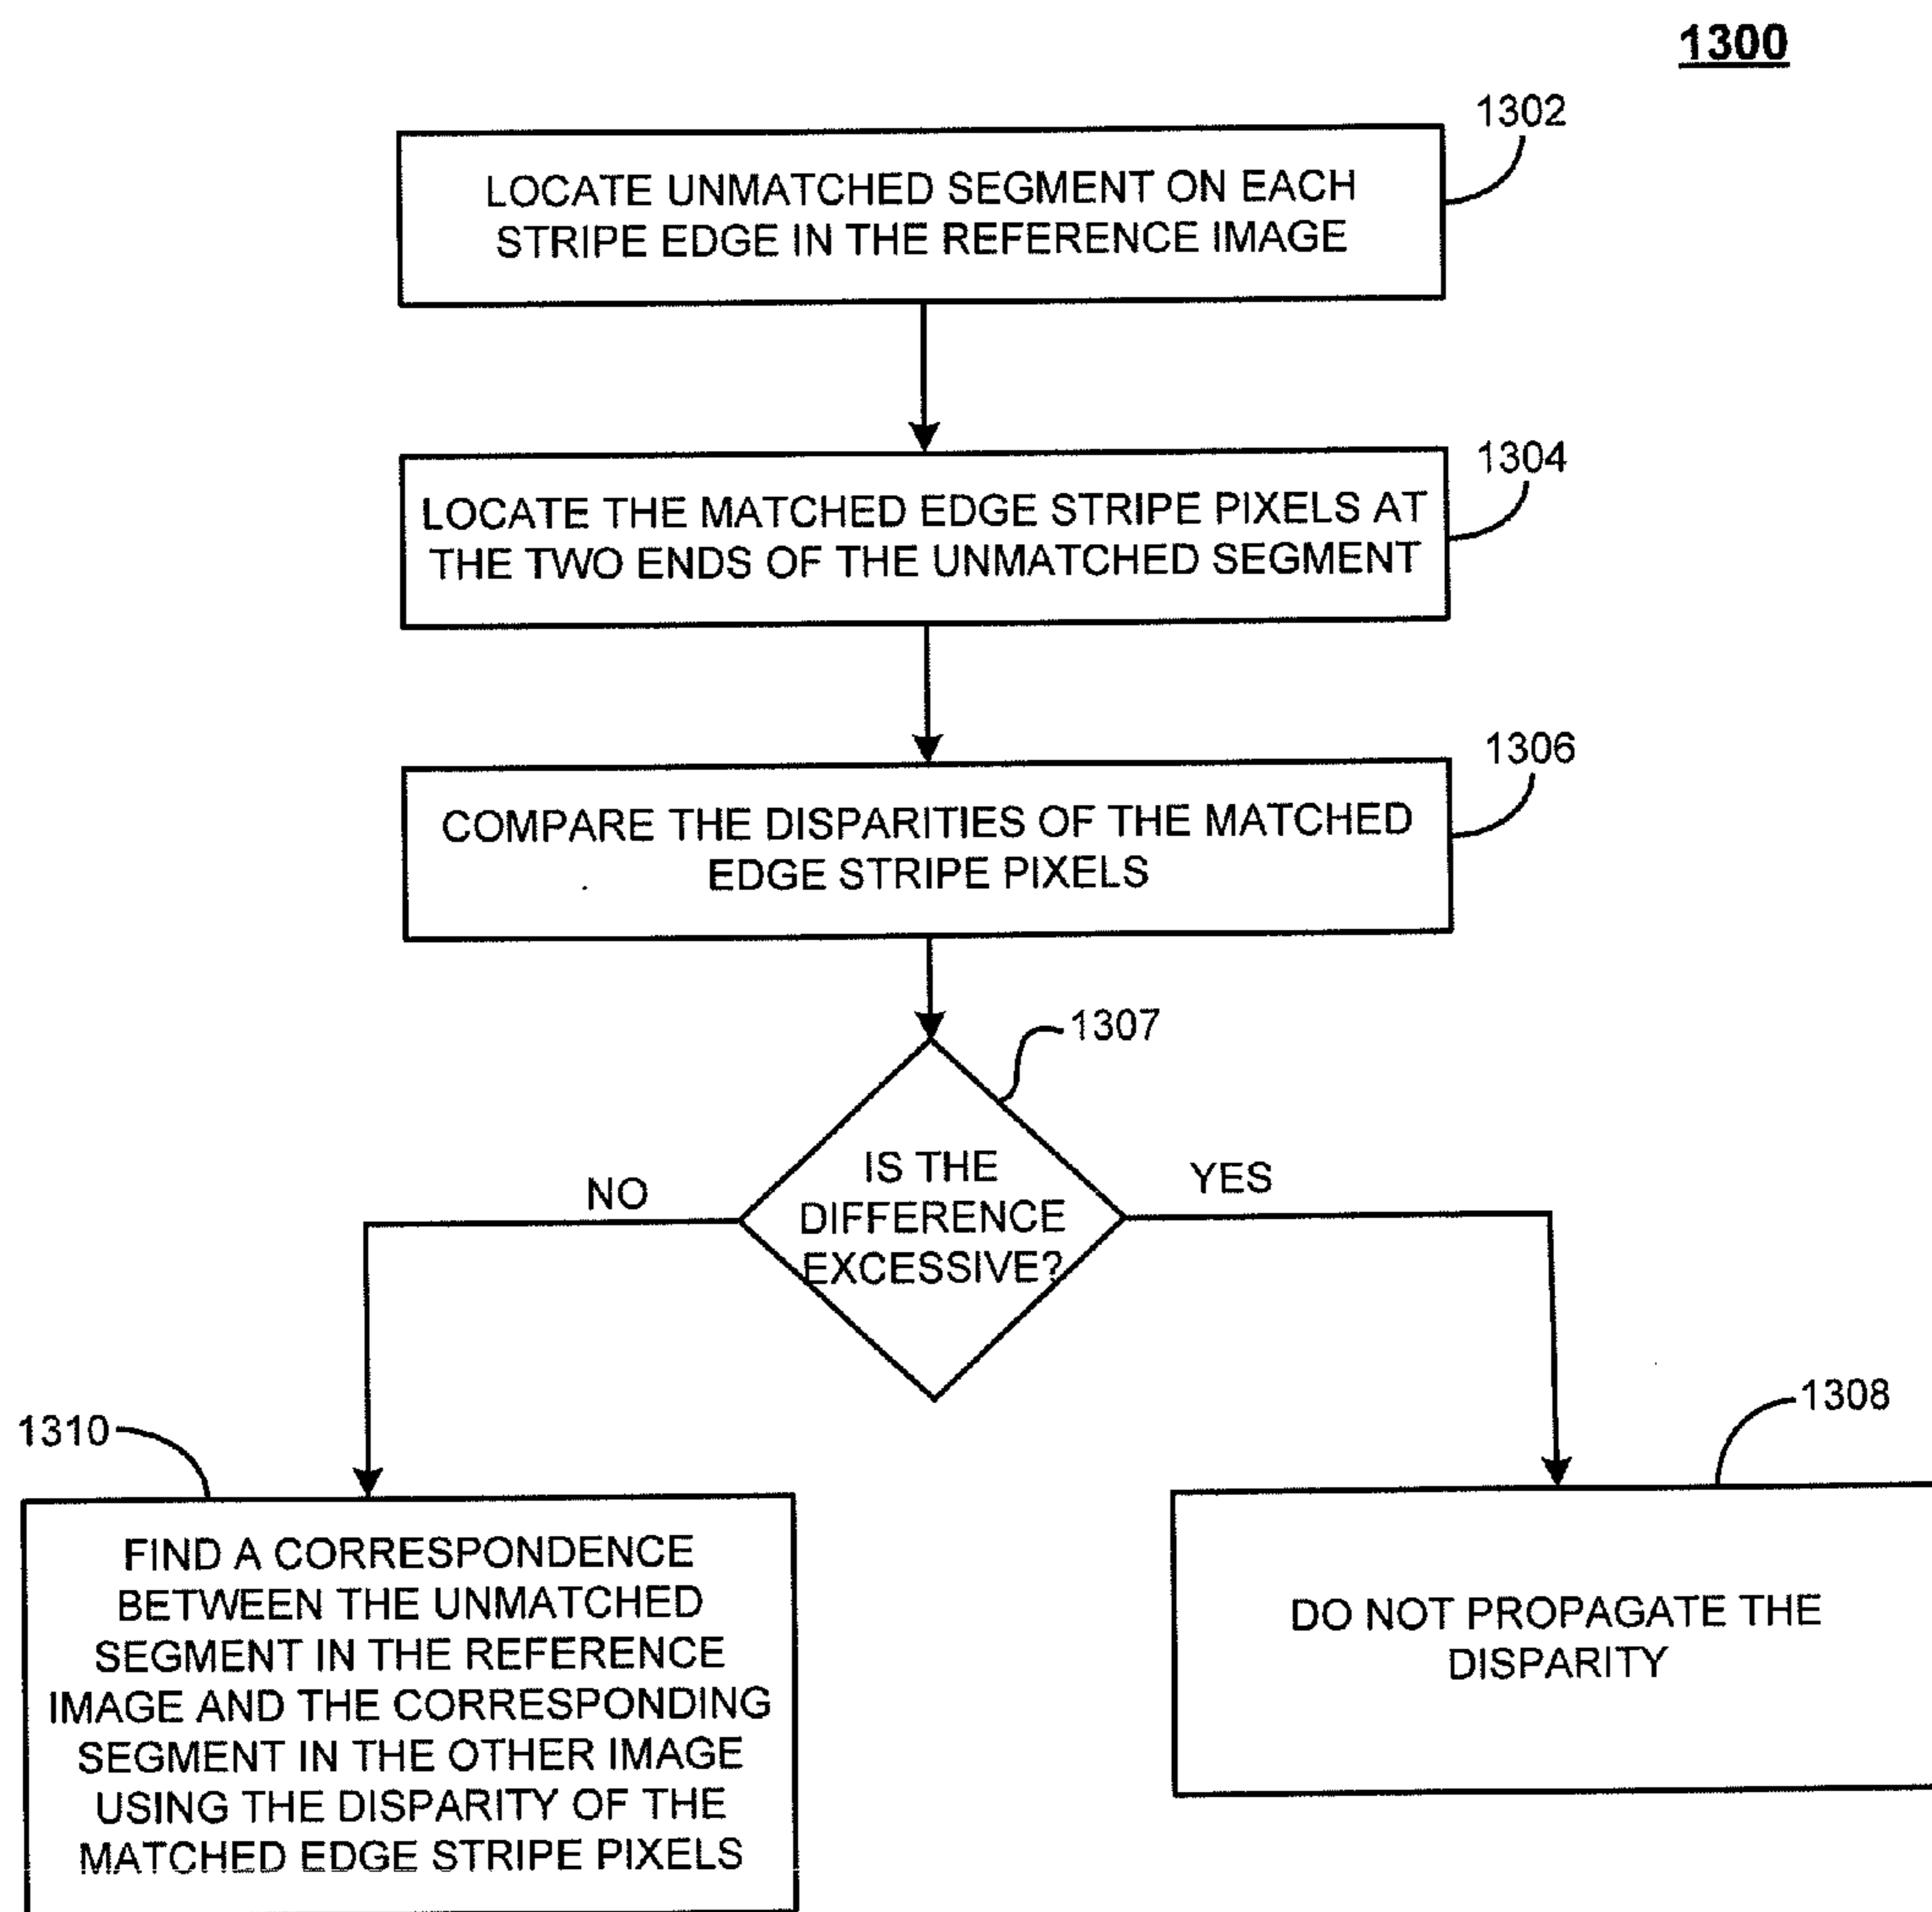 1300
1302
LOCATE UNMATCHED SEGMENT ON EACH
STRIPE EDGE IN THE REFERENCE IMAGE
1304
LOCATE THE MATCHED EDGE STRIPE PIXELS AT
THE TWO ENDS OF THE UNMATCHED SEGMENT
1306
COMPARE THE DISPARITIES OF THE MATCHED
EDGE STRIPE PIXELS
1307
IS THE
DIFFERENCE
EXCESSIVE?
NO
YES
1310
FIND A CORRESPONDENCE
BETWEEN THE UNMATCHED
SEGMENT IN THE REFERENCE
IMAGE AND THE CORRESPONDING
SEGMENT IN THE OTHER IMAGE
USING THE DISPARITY OF THE
MATCHED EDGE STRIPE PIXELS
1308
DO NOT PROPAGATE THE
DISPARITY